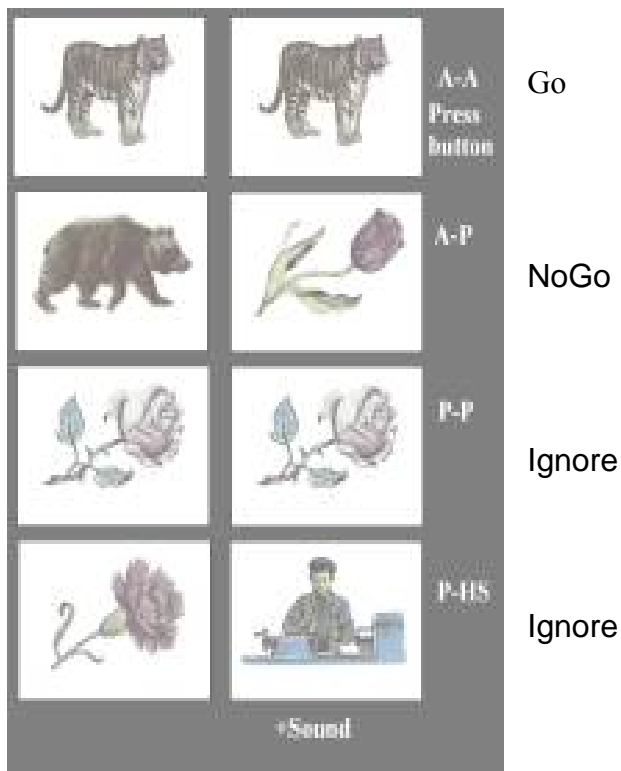 A-A
Press
button
Go
A-P
NoGo
P-P
Ignore
P-HS
Ignore
+Sound